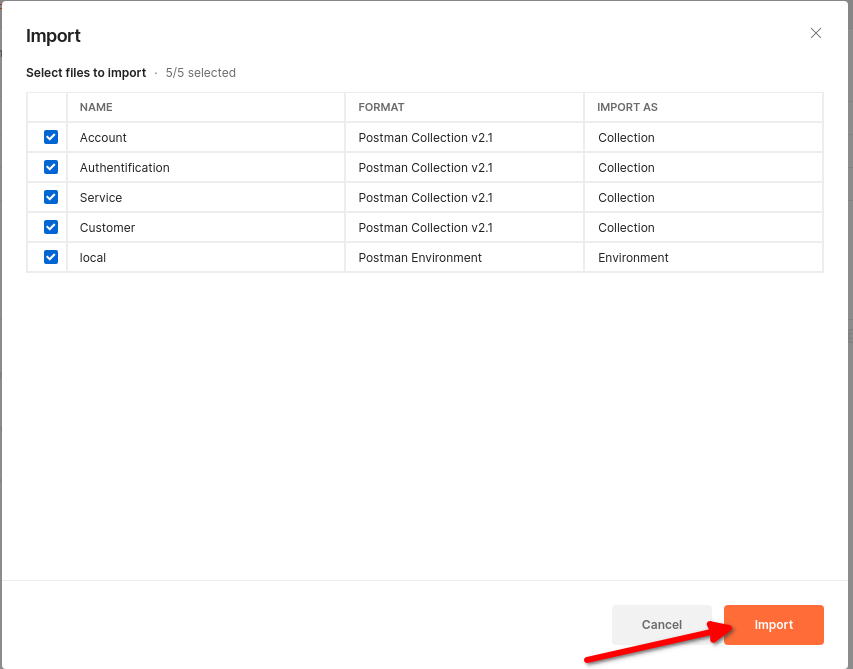 Import
Select files to import · 5/5 selected
NAME FORMAT IMPORT AS
Account Postman Collection v2.1 Collection
Authentification Postman Collection v2.1 Collection
Service Postman Collection v2.1 Collection
Customer Postman Collection v2.1 Collection
local Postman Environment Environment
Cancel Import